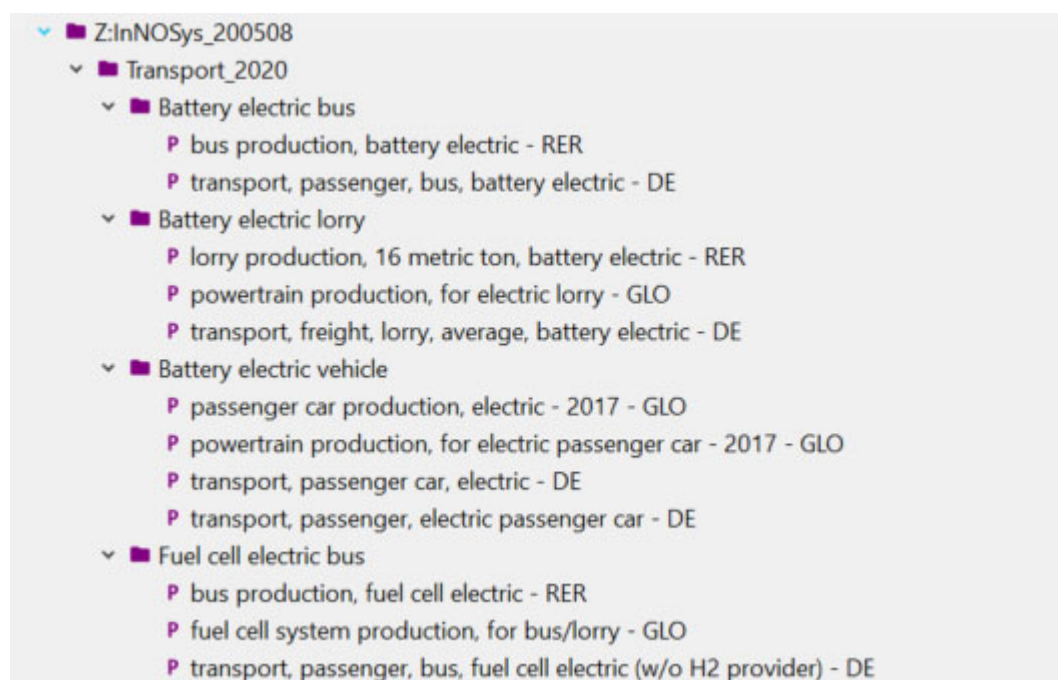 Z:InNOSys_200508
Transport_2020
Battery electric bus
P bus production, battery electric - RER
P transport, passenger, bus, battery electric - DE
Battery electric lorry
P lorry production, 16 metric ton, battery electric - RER
P powertrain production, for electric lorry - GLO
P transport, freight, lorry, average, battery electric - DE
Battery electric vehicle
P passenger car production, electric - 2017 - GLO
P powertrain production, for electric passenger car - 2017 - GLO
P transport, passenger car, electric - DE
P transport, passenger, electric passenger car - DE
Fuel cell electric bus
P bus production, fuel cell electric - RER
P fuel cell system production, for bus/lorry - GLO
P transport, passenger, bus, fuel cell electric (w/o H2 provider) - DE